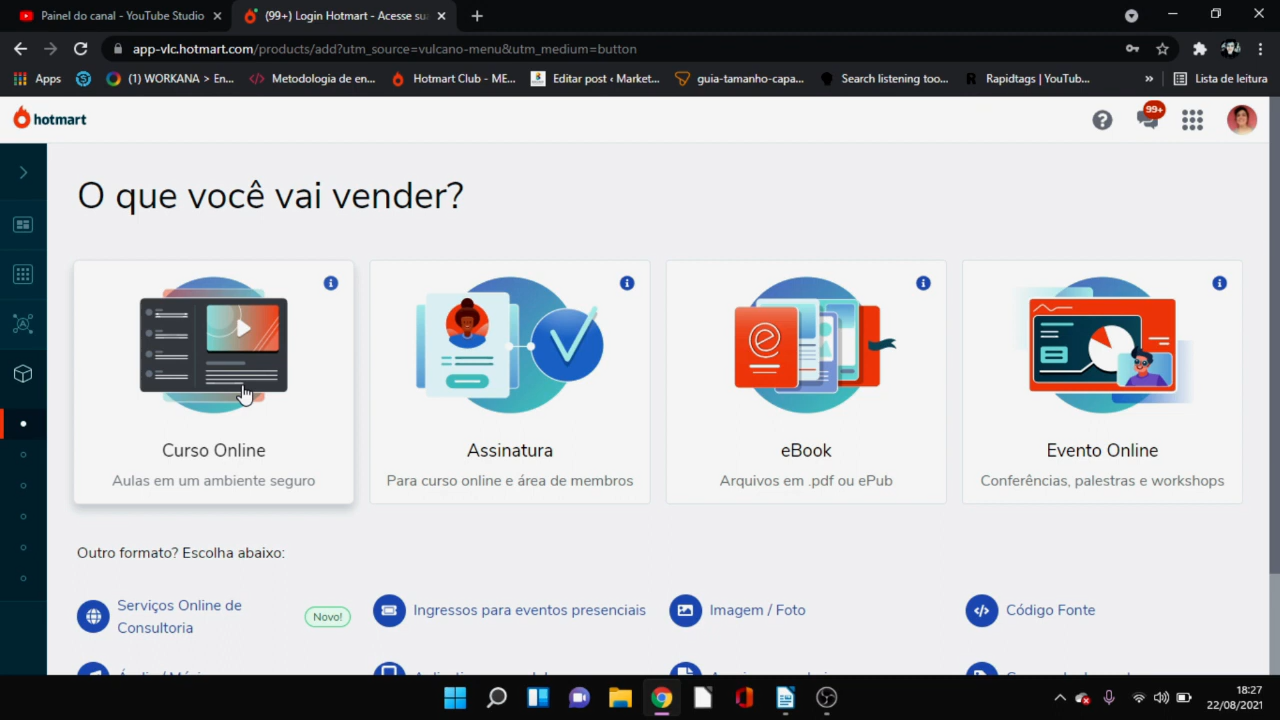 Painel do canal - YouTube Studio
(99+) Login Hotmart - Acesse sua
app-vlc.hotmart.com/products/add?utm_source=vulcano-menu&utm_medium=button
Apps
(1) WORKANA > En...
Metodologia de en...
Hotmart Club - ME...
Editar post ‹ Market...
guia-tamanho-capa...
Search listening too...
Rapidtags | YouTub...
»
Lista de leitura
hotmart
99+
O que você vai vender?
Curso Online
Aulas em um ambiente seguro
Assinatura
Para curso online e área de membros
eBook
Arquivos em .pdf ou ePub
Evento Online
Conferências, palestras e workshops
Outro formato? Escolha abaixo:
Serviços Online de
Consultoria
Novo!
Ingressos para eventos presenciais
Imagem / Foto
Código Fonte
18:27
22/08/2021